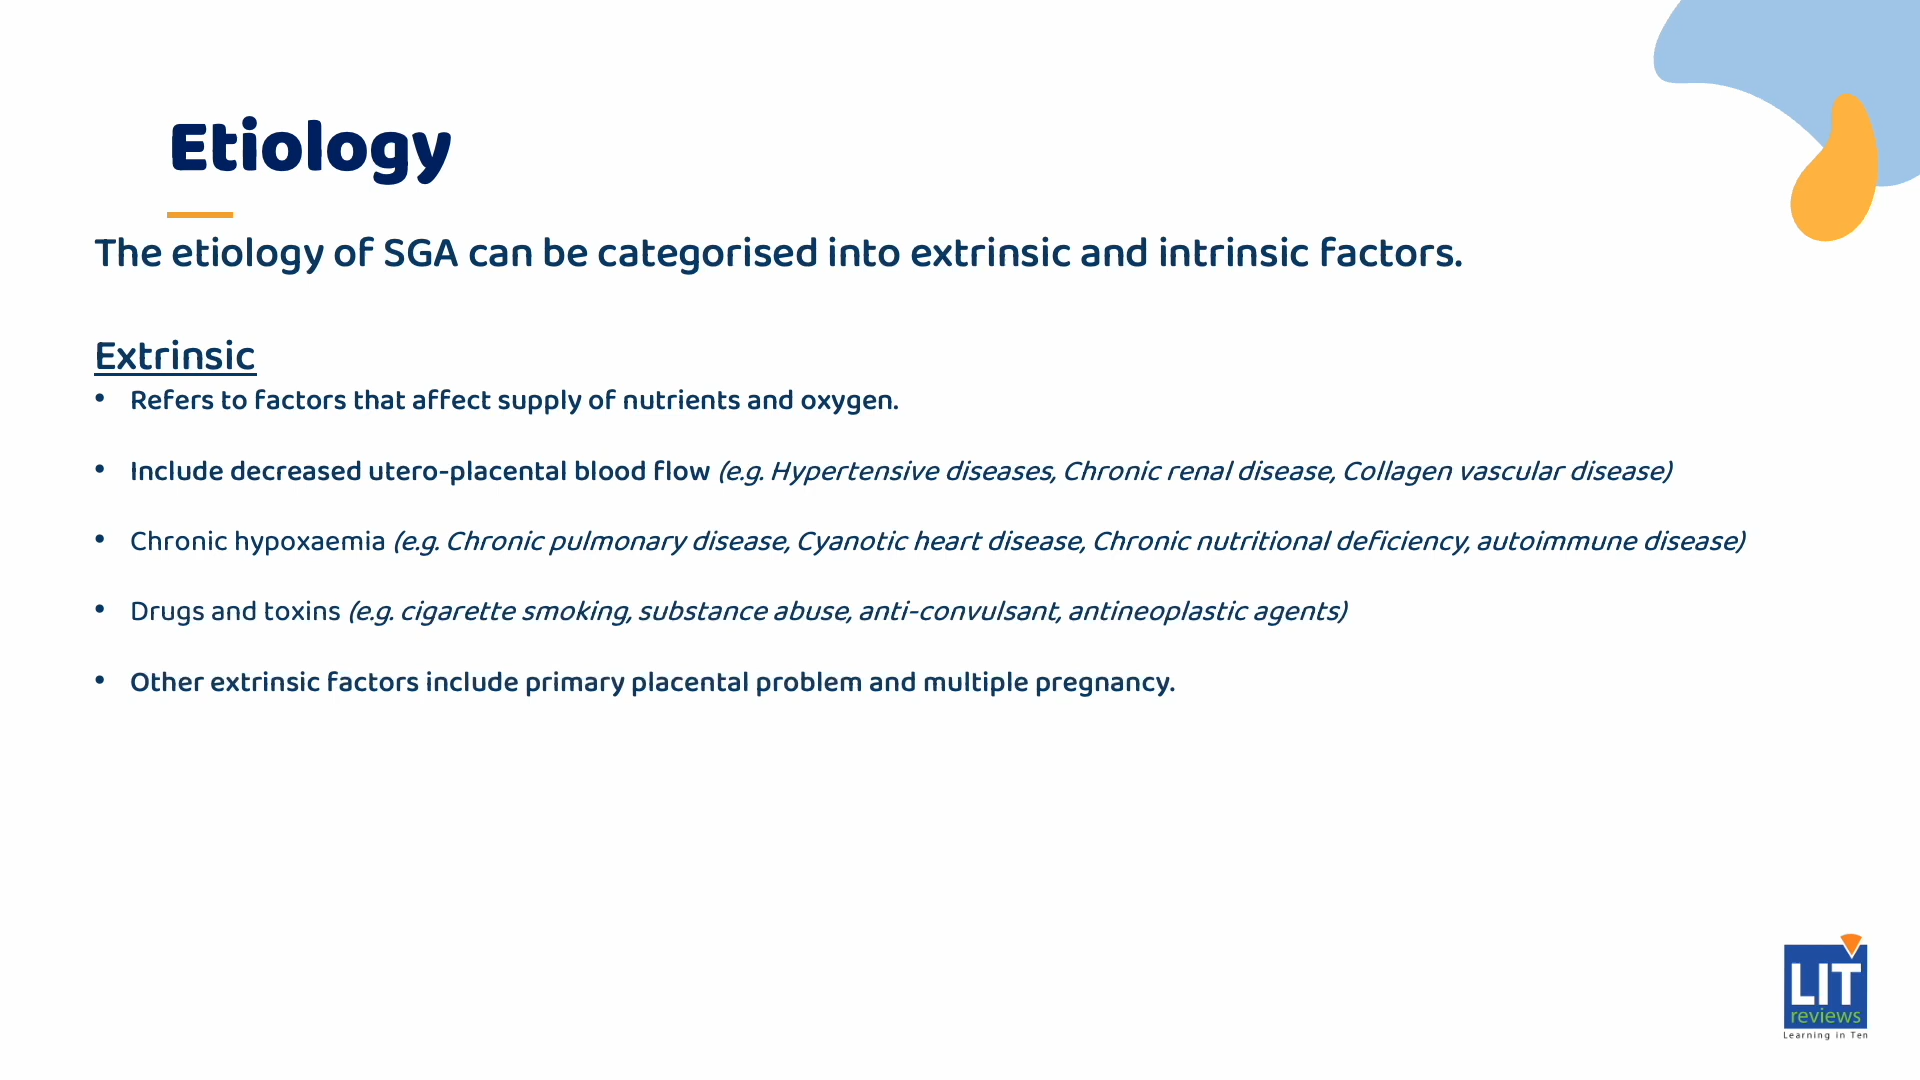 Etiology
The etiology of SGA can be categorised into extrinsic and intrinsic factors.
Extrinsic
• Refers to factors that affect supply of nutrients and oxygen.
• Include decreased utero-placental blood flow (e.g. Hypertensive diseases, Chronic renal disease, Collagen vascular disease)
• Chronic hypoxaemia (e.g. Chronic pulmonary disease, Cyanotic heart disease, Chronic nutritional deficiency, autoimmune disease)
• Drugs and toxins (e.g. cigarette smoking, substance abuse, anti-convulsant, antineoplastic agents)
• Other extrinsic factors include primary placental problem and multiple pregnancy.
LIT
reviews
Learning in Ten